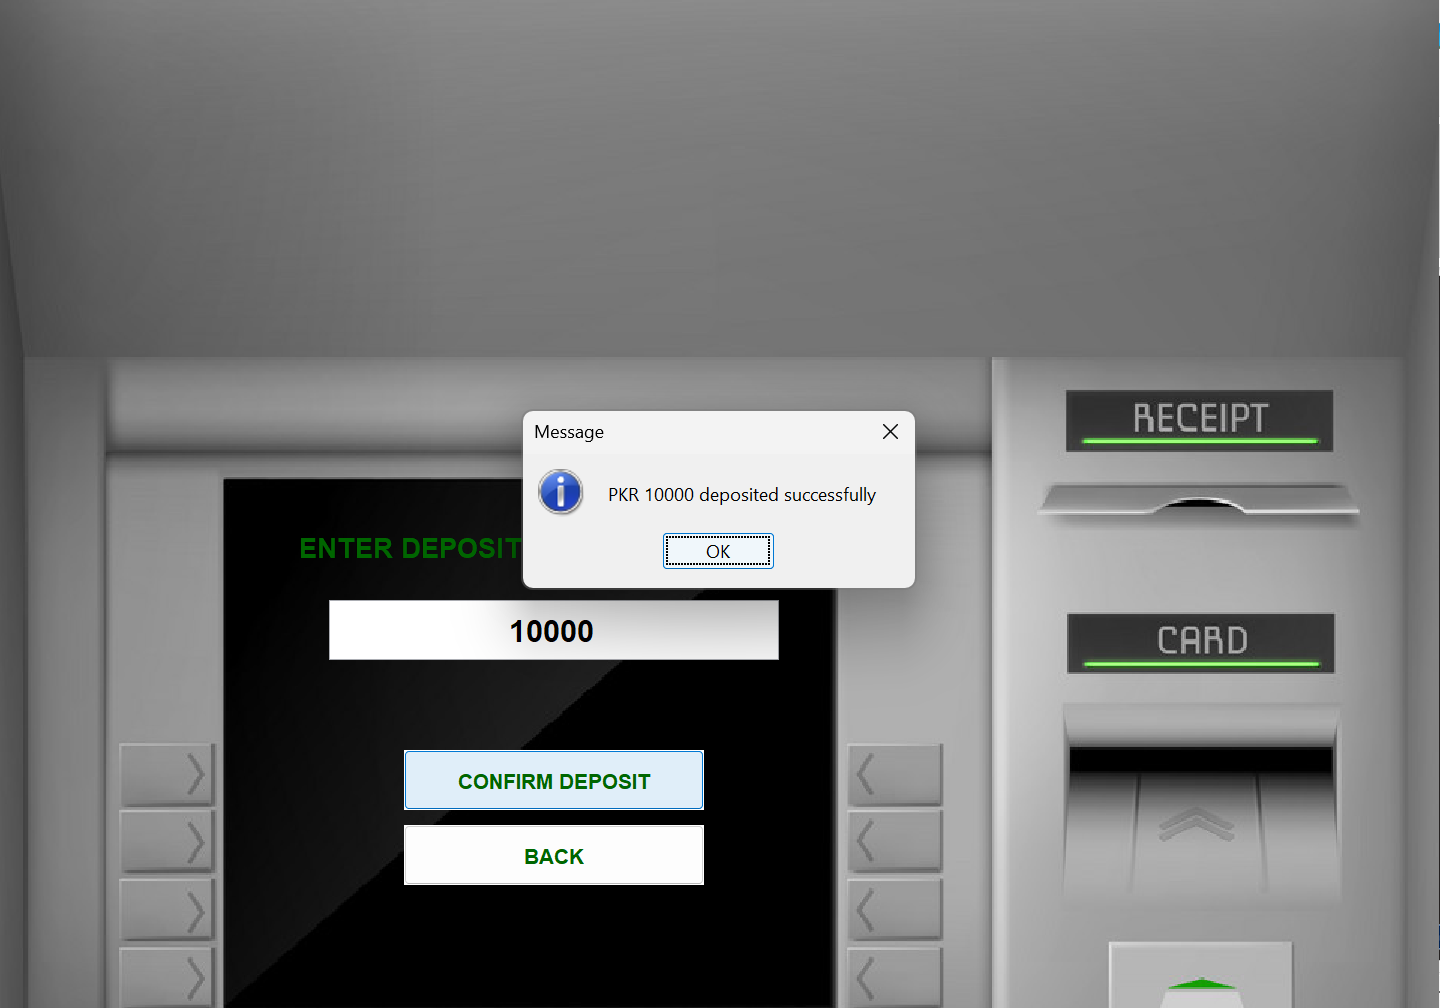 RECEIPT
Message
PKR 10000 deposited successfully
OK
ENTER DEPOSIT
10000
CARD
CONFIRM DEPOSIT
BACK